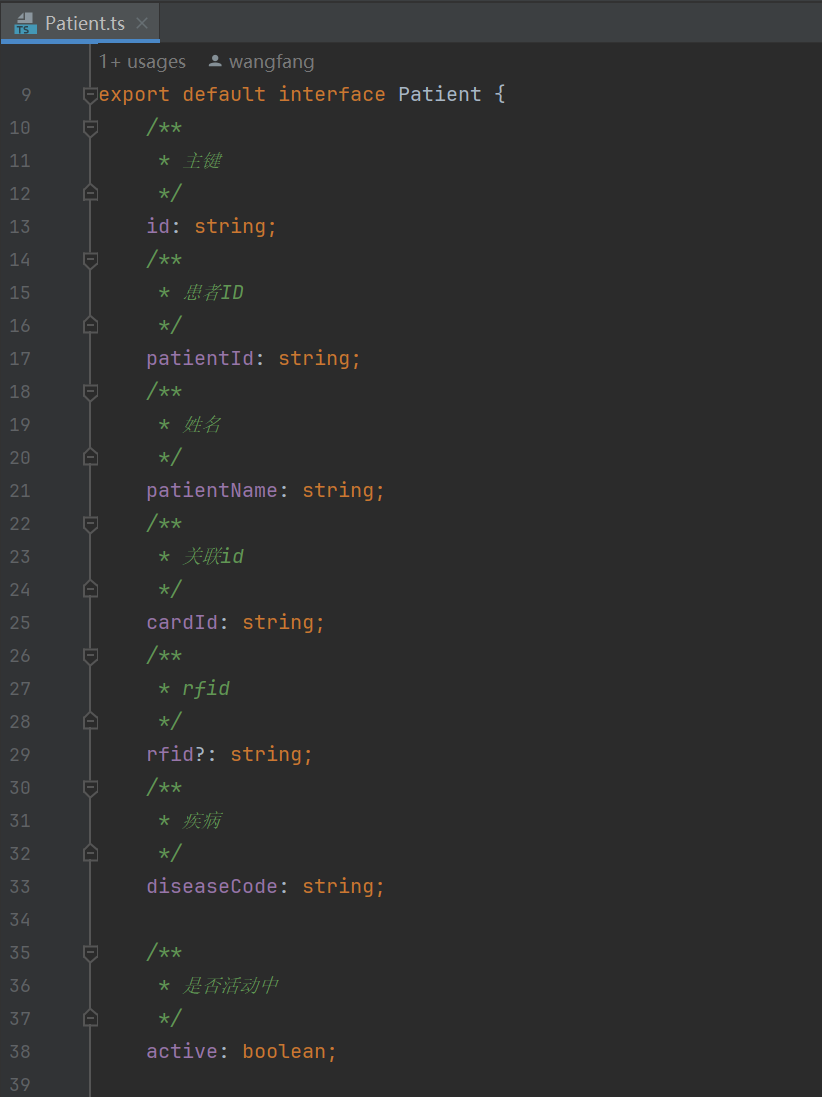 Patient.ts
1+ usages wangfang
9 export default interface Patient {
10 /**
11 * 主键
12 */
13 id: string;
14 /**
15 * 患者ID
16 */
17 patientId: string;
18 /**
19 * 姓名
20 */
21 patientName: string;
22 /**
23 * 关联id
24 */
25 cardId: string;
26 /**
27 * rfid
28 */
29 rfid?: string;
30 /**
31 * 疾病
32 */
33 diseaseCode: string;
34
35 /**
36 * 是否活动中
37 */
38 active: boolean;
39